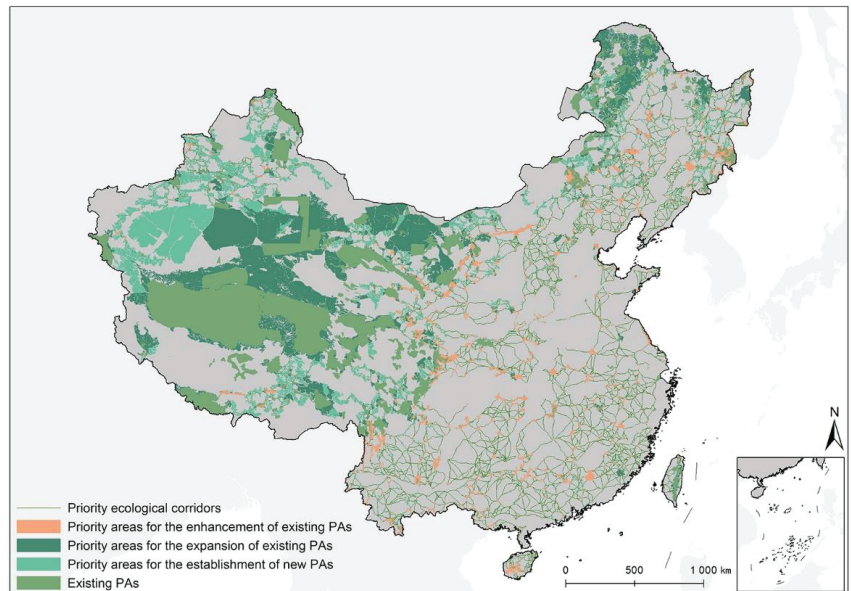 N
Priority ecological corridors
Priority areas for the enhancement of existing PAs
Priority areas for the expansion of existing PAs
Priority areas for the establishment of new PAs
Existing PAs
0 500 1 000 km